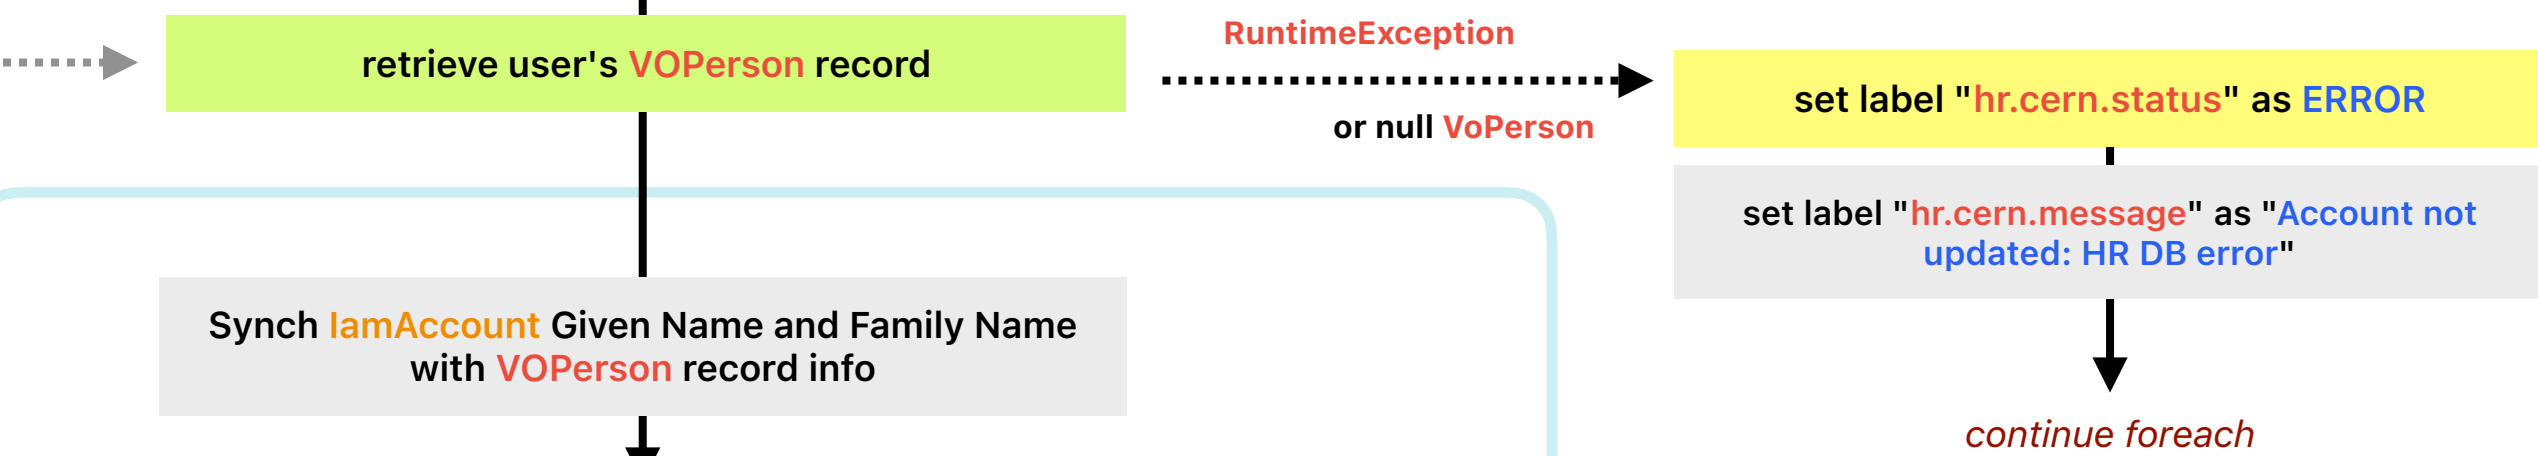 retrieve user's VOPerson record
RuntimeException
or null VoPerson
set label "hr.cern.status" as ERROR
set label "hr.cern.message" as "Account not
updated: HR DB error"
continue foreach
Synch IamAccount Given Name and Family Name
with VOPerson record info